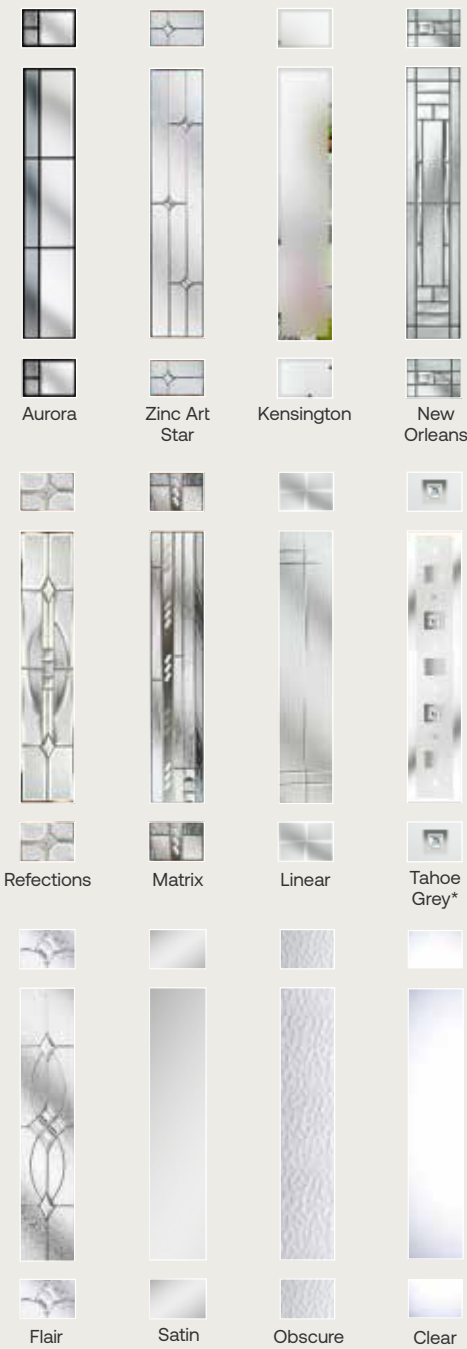 Aurora
Zinc Art
Star
Kensington
New
Orleans
Refections
Matrix
Linear
Tahoe
Grey*
Flair
Satin
Obscure
Clear